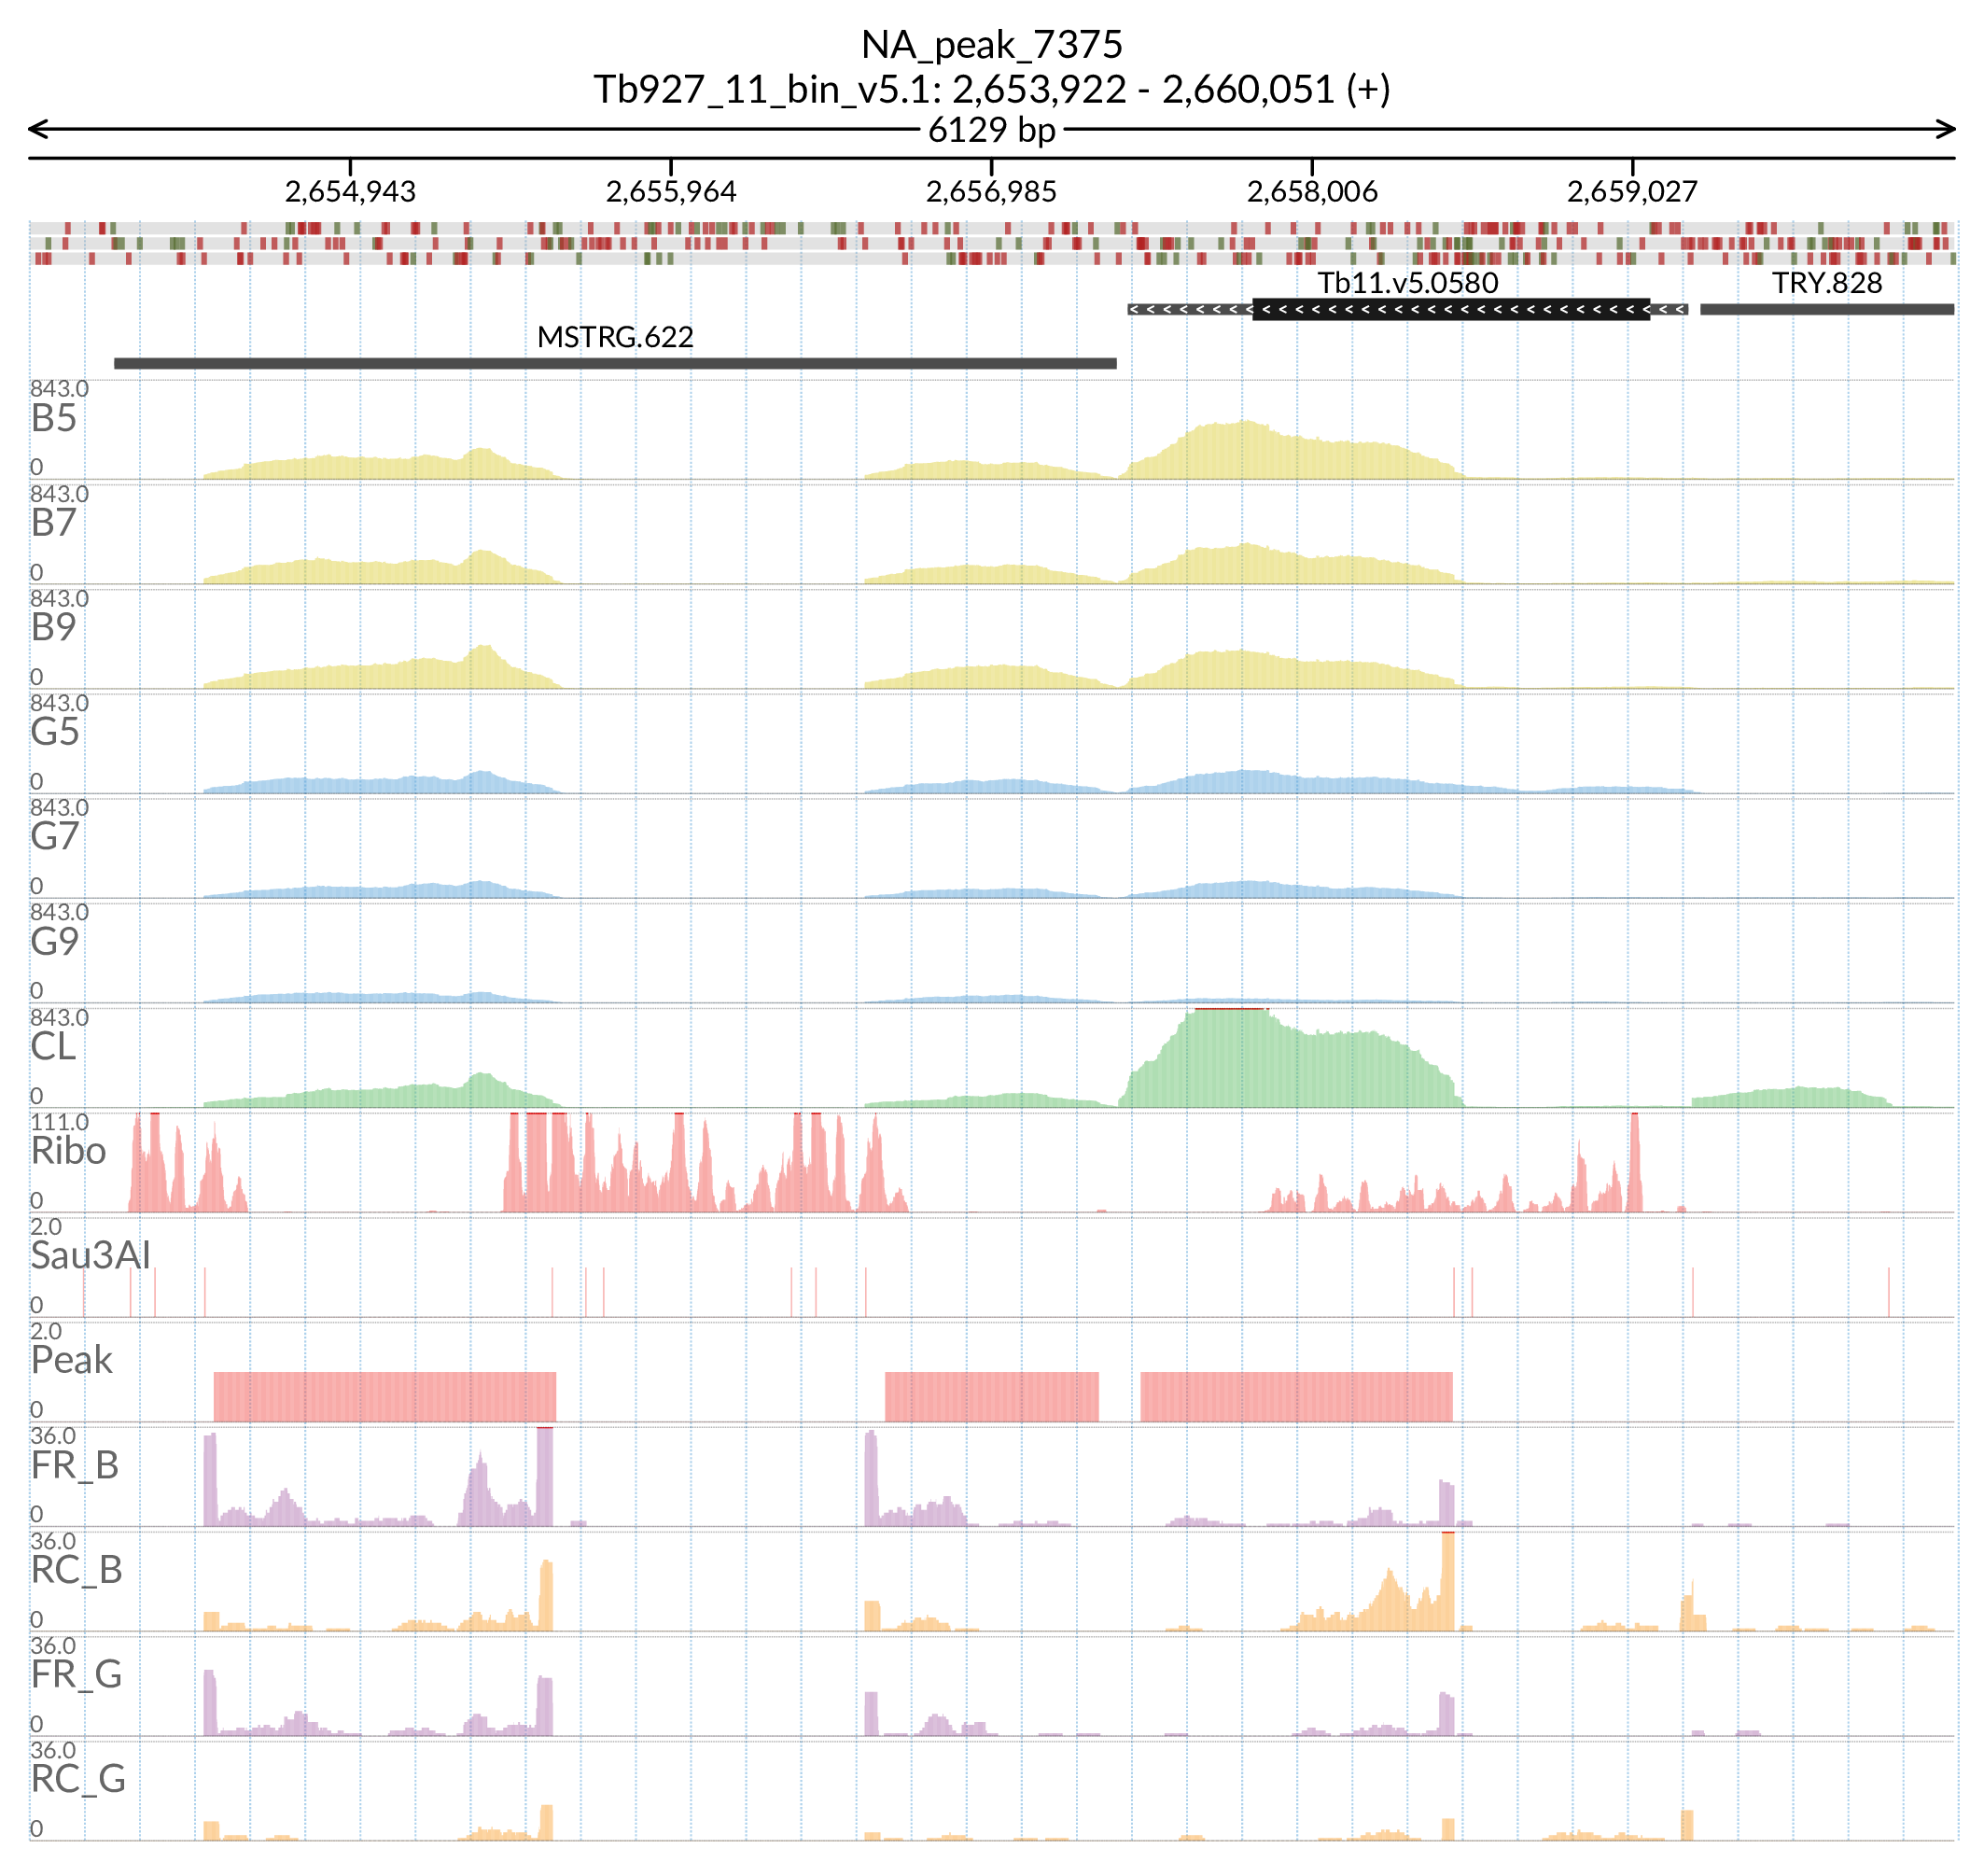 NA_peak_7375
Tb927_11_bin_v5.1: 2,653,922 - 2,660,051 (+)
6129 bp
2,654,943 2,655,964 2,656,985 2,658,006 2,659,027
Tb11.v5.0580 TRY.828
MSTRG.622
843.0
B5
0
843.0
B7
0
843.0
B9
0
843.0
G5
0
843.0
G7
0
843.0
G9
0
843.0
CL
0
111.0
Ribo
0
2.0
Sau3AI
0
2.0
Peak
0
36.0
FR_B
0
36.0
RC_B
0
36.0
FR_G
0
36.0
RC_G
0